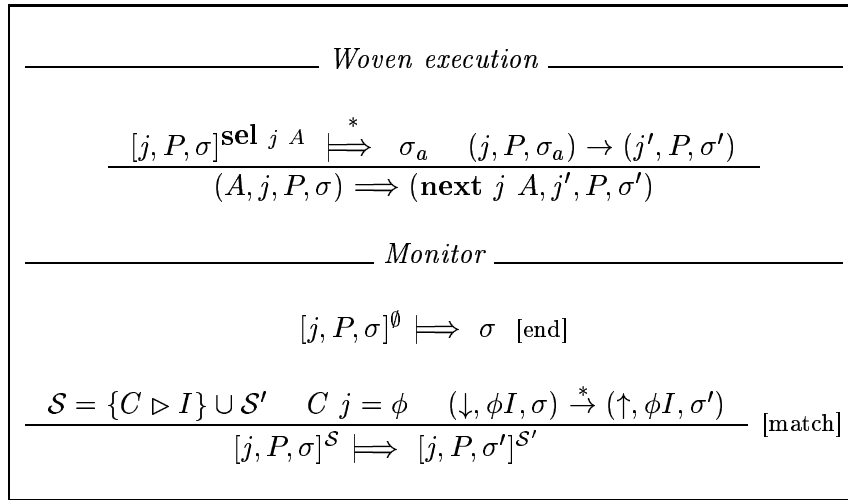 Woven execution
[j, P, σ]^{sel j A} ⊨⇒^* σ_a (j, P, σ_a) → (j′, P, σ′)
(A, j, P, σ) ⟹ (next j A, j′, P, σ′)
Monitor
[j, P, σ]^∅ ⊨⇒ σ [end]
𝒮 = {C ▷ I} ∪ 𝒮′ C j = ϕ (↓, ϕI, σ) →^* (↑, ϕI, σ′)
[match]
[j, P, σ]^𝒮 ⊨⇒ [j, P, σ′]^{𝒮′}